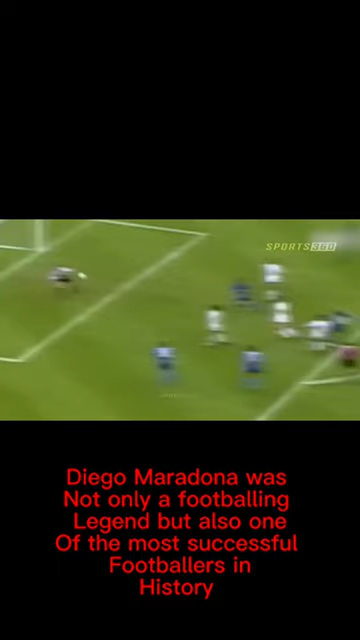 SPORTS360
Diego Maradona was
Not only a footballing
Legend but also one
Of the most successful
Footballers in
History